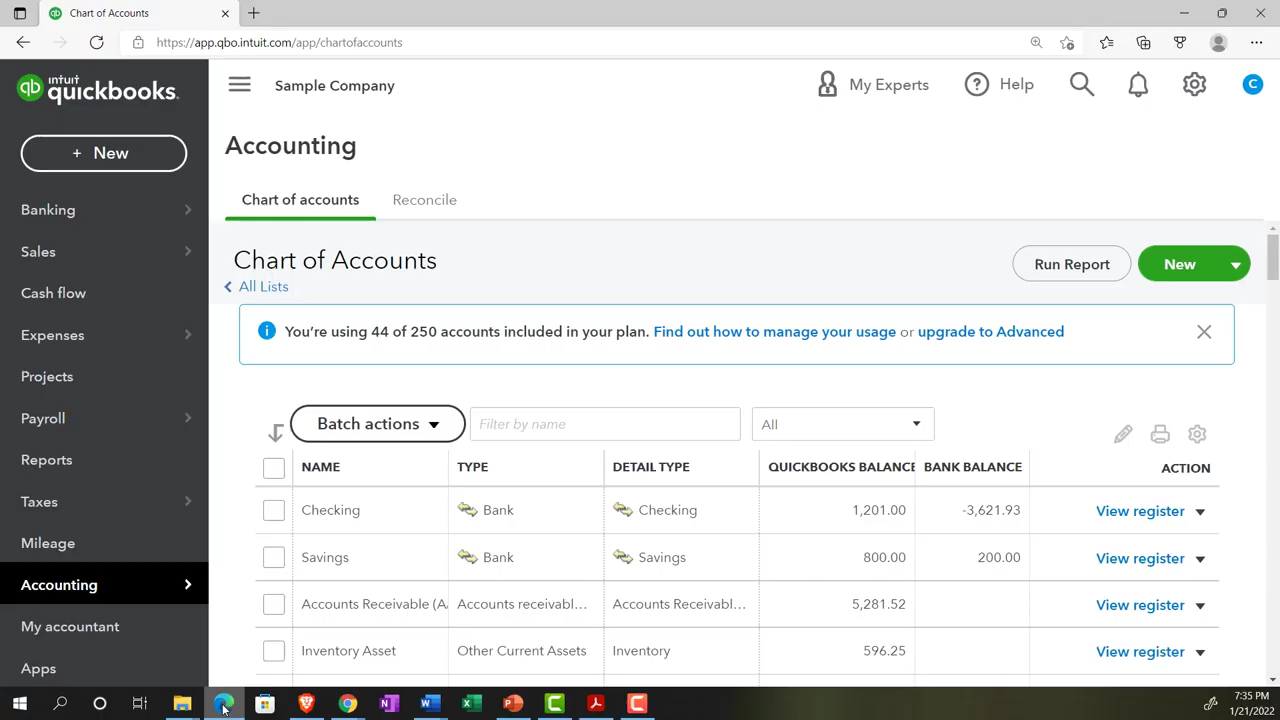 Chart of Accounts
https://app.qbo.intuit.com/app/chartofaccounts
intuit
quickbooks.
Sample Company
My Experts
Help
C
+ New
Accounting
Banking
Chart of accounts
Reconcile
Sales
Chart of Accounts
Run Report
New
All Lists
Cash flow
You're using 44 of 250 accounts included in your plan. Find out how to manage your usage or upgrade to Advanced
Expenses
Projects
Payroll
Batch actions
Filter by name
All
Reports
NAME TYPE DETAIL TYPE QUICKBOOKS BALANCE BANK BALANCE ACTION
Taxes
Checking Bank Checking 1,201.00 -3,621.93 View register
Mileage
Savings Bank Savings 800.00 200.00 View register
Accounting
Accounts Receivable (A/ Accounts receivabl... Accounts Receivabl... 5,281.52 View register
My accountant
Inventory Asset Other Current Assets Inventory 596.25 View register
Apps
7:35 PM
1/21/2022